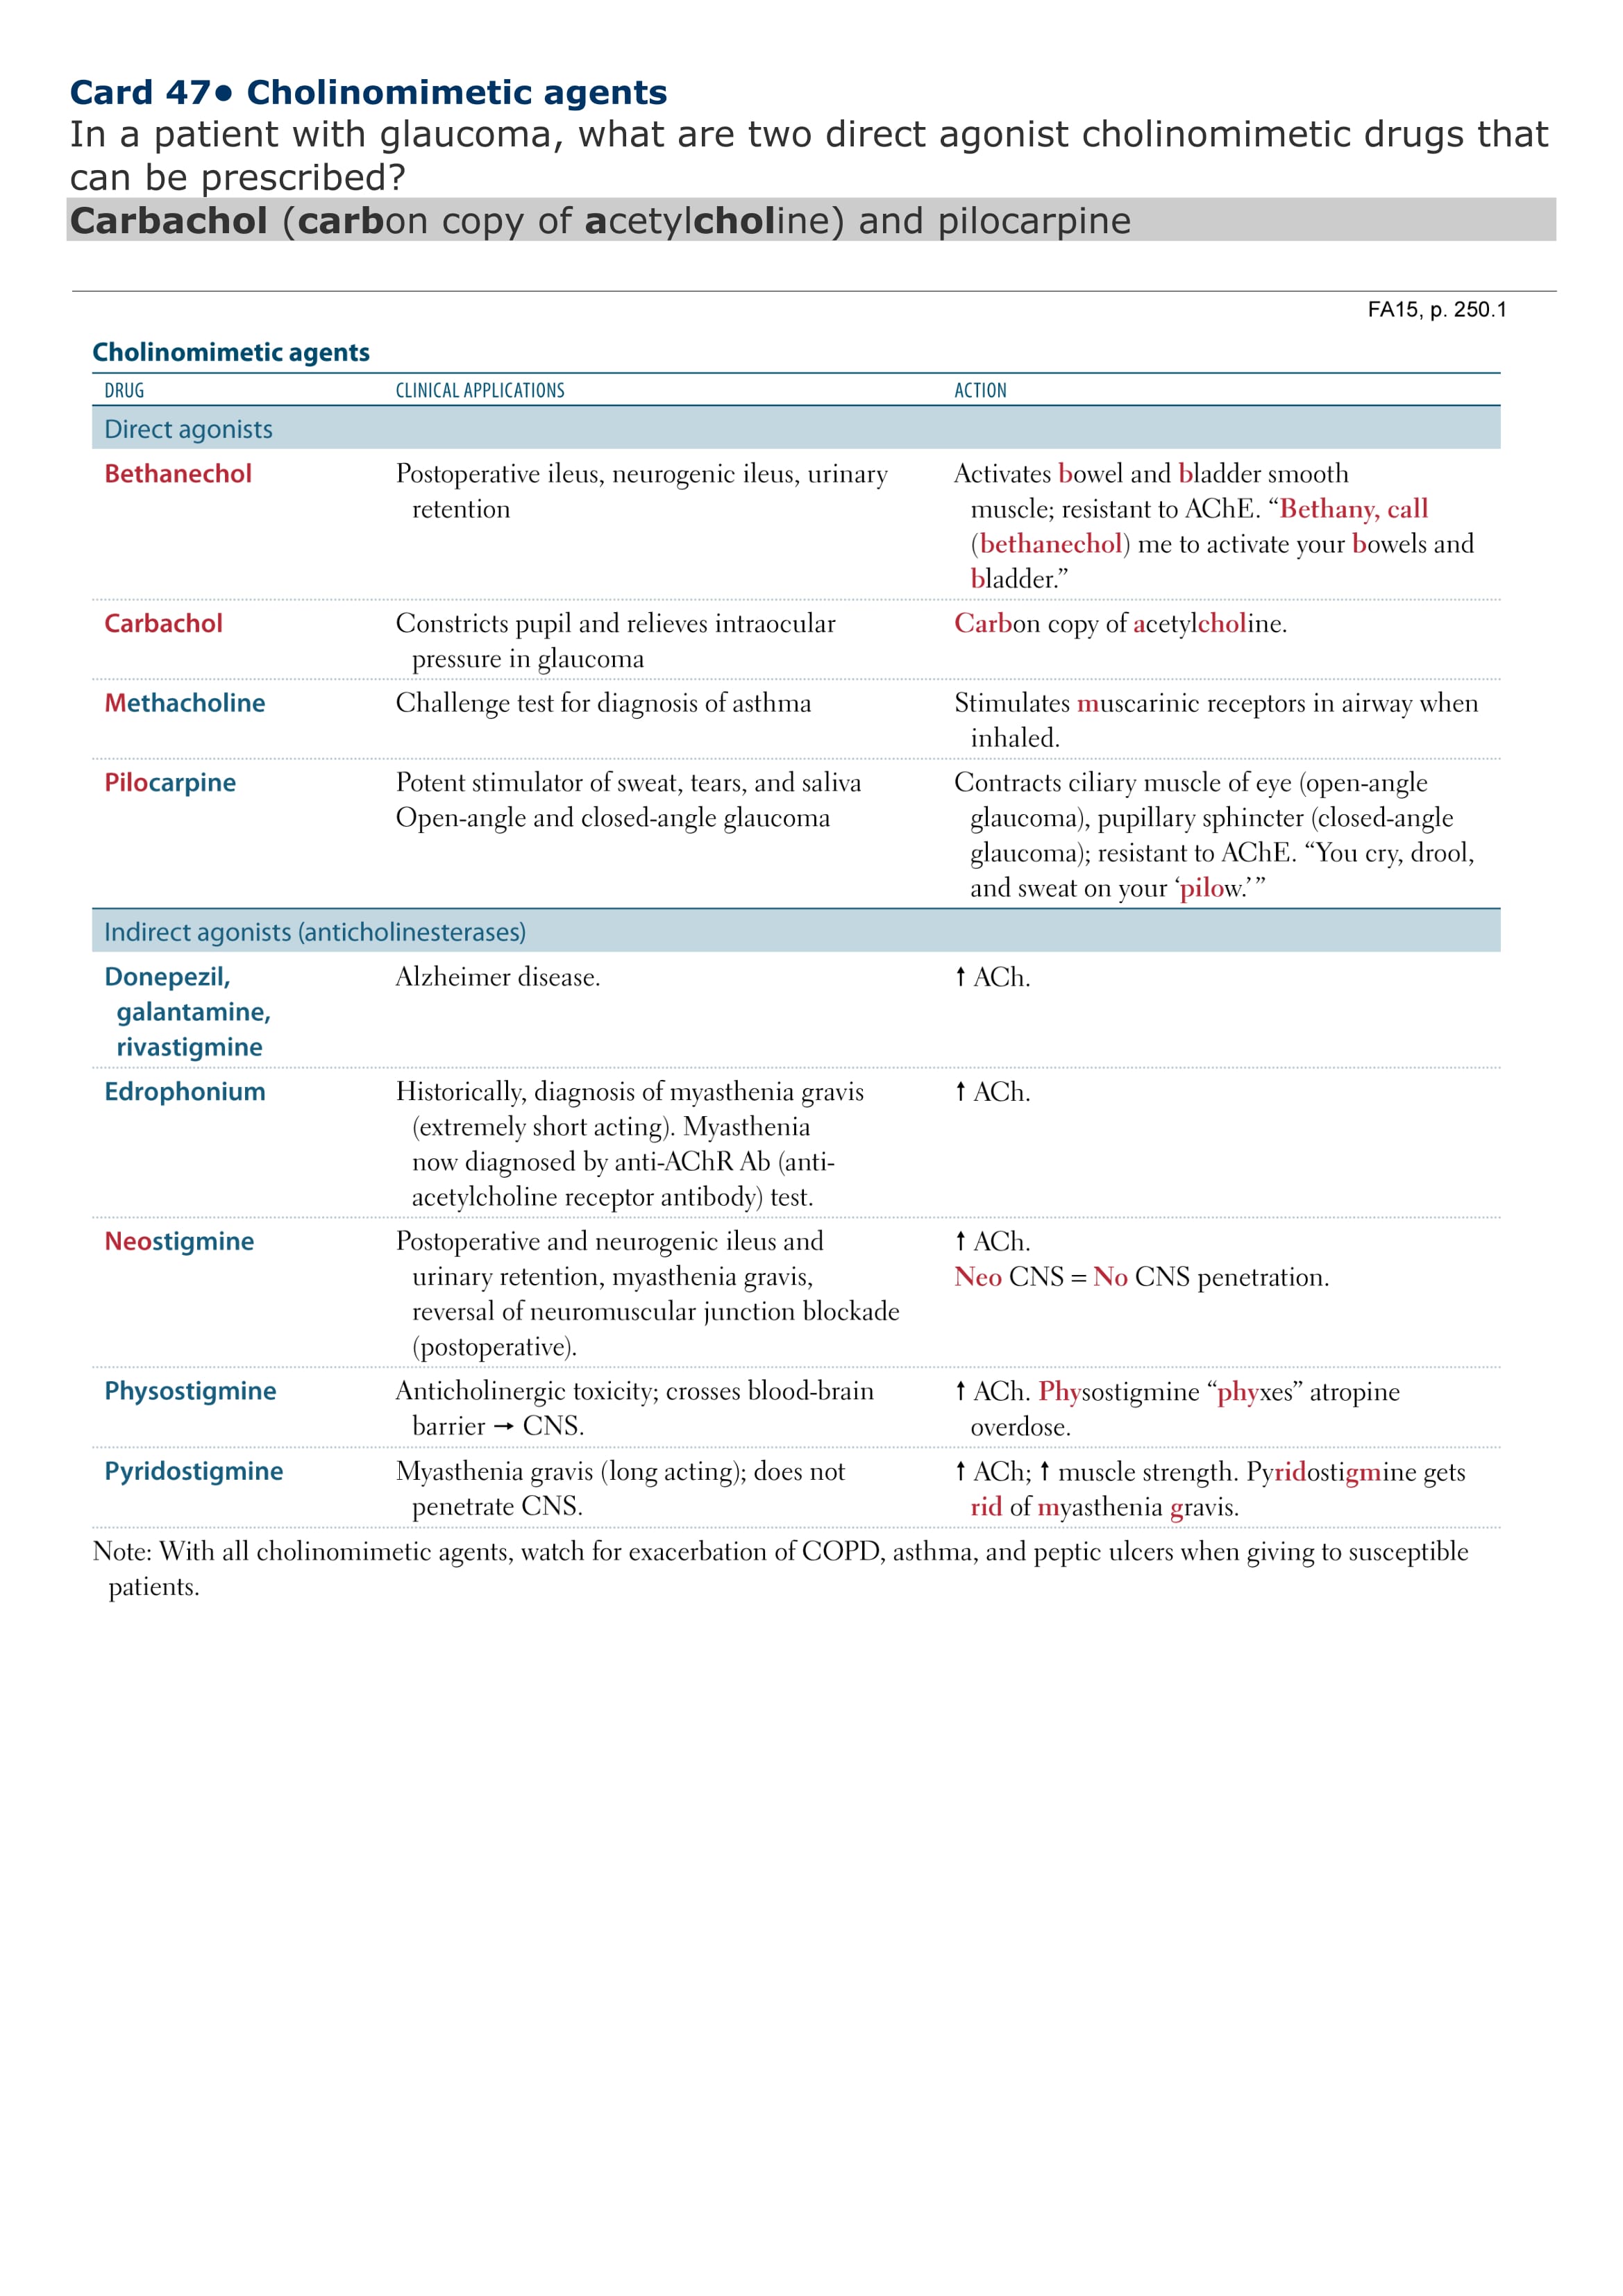 Card 47● Cholinomimetic agents
In a patient with glaucoma, what are two direct agonist cholinomimetic drugs that
can be prescribed?
Carbachol (carbon copy of acetylcholine) and pilocarpine
FA15, p. 250.1
Cholinomimetic agents
DRUG CLINICAL APPLICATIONS ACTION
Direct agonists
Bethanechol Postoperative ileus, neurogenic ileus, urinary Activates bowel and bladder smooth
retention muscle; resistant to AChE. “Bethany, call
(bethanechol) me to activate your bowels and
bladder.”
Carbachol Constricts pupil and relieves intraocular Carbon copy of acetylcholine.
pressure in glaucoma
Methacholine Challenge test for diagnosis of asthma Stimulates muscarinic receptors in airway when
inhaled.
Pilocarpine Potent stimulator of sweat, tears, and saliva Contracts ciliary muscle of eye (open-angle
Open-angle and closed-angle glaucoma glaucoma), pupillary sphincter (closed-angle
glaucoma); resistant to AChE. “You cry, drool,
and sweat on your ‘pilow.’”
Indirect agonists (anticholinesterases)
Donepezil, Alzheimer disease. ↑ ACh.
galantamine,
rivastigmine
Edrophonium Historically, diagnosis of myasthenia gravis ↑ ACh.
(extremely short acting). Myasthenia
now diagnosed by anti-AChR Ab (anti-
acetylcholine receptor antibody) test.
Neostigmine Postoperative and neurogenic ileus and ↑ ACh.
urinary retention, myasthenia gravis, Neo CNS = No CNS penetration.
reversal of neuromuscular junction blockade
(postoperative).
Physostigmine Anticholinergic toxicity; crosses blood-brain ↑ ACh. Physostigmine “phyxes” atropine
barrier → CNS. overdose.
Pyridostigmine Myasthenia gravis (long acting); does not ↑ ACh; ↑ muscle strength. Pyridostigmine gets
penetrate CNS. rid of myasthenia gravis.
Note: With all cholinomimetic agents, watch for exacerbation of COPD, asthma, and peptic ulcers when giving to susceptible
patients.